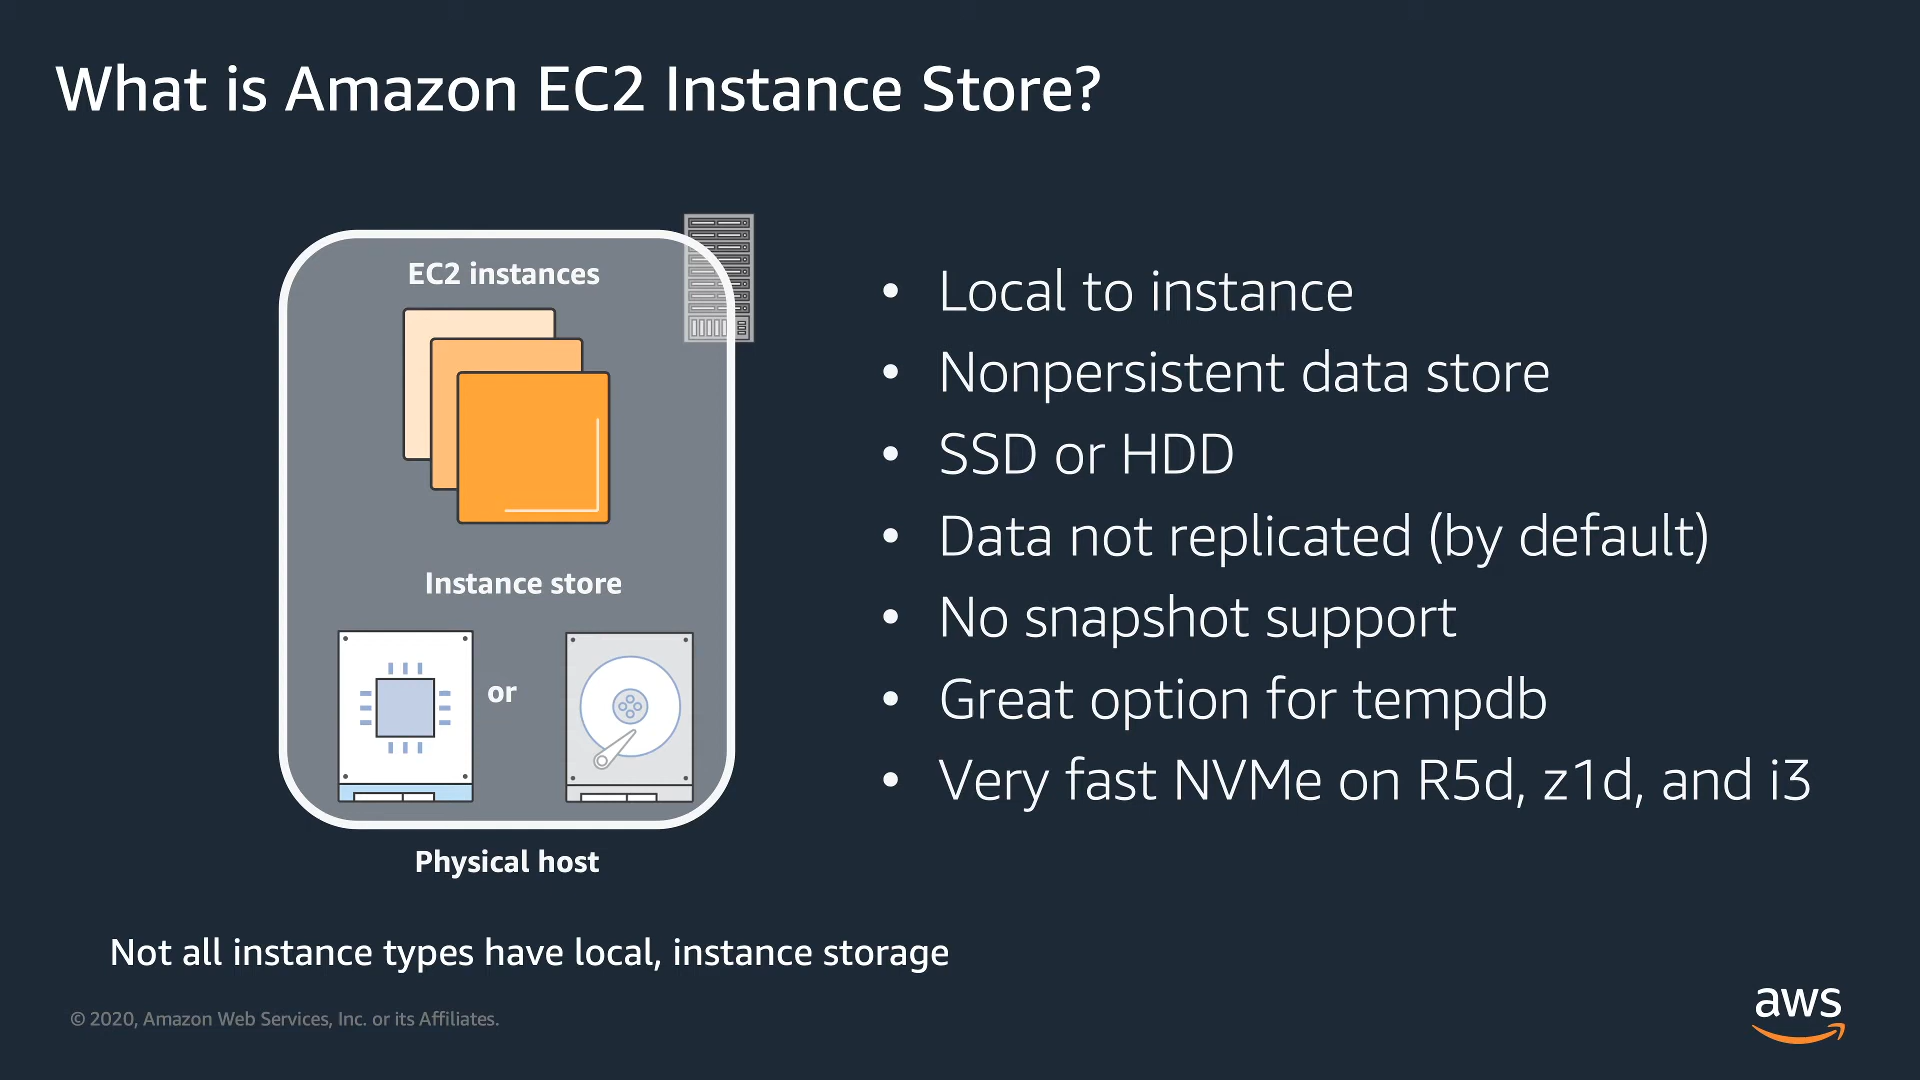 What is Amazon EC2 Instance Store?
EC2 instances
Instance store
or
Physical host
• Local to instance
• Nonpersistent data store
• SSD or HDD
• Data not replicated (by default)
• No snapshot support
• Great option for tempdb
• Very fast NVMe on R5d, z1d, and i3
Not all instance types have local, instance storage
© 2020, Amazon Web Services, Inc. or its Affiliates.
aws